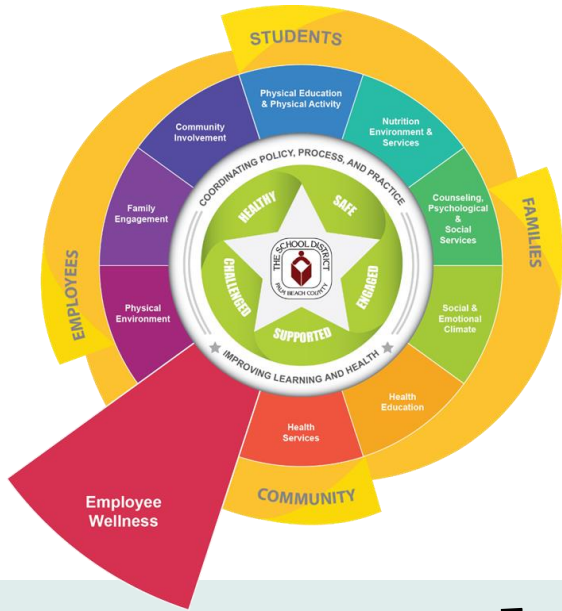 STUDENTS
Physical Education
& Physical Activity
Nutrition
Environment &
Services
Counseling,
Psychological
&
Social
Services
FAMILIES
Social &
Emotional
Climate
Health
Education
Health
Services
COMMUNITY
Employee
Wellness
Physical
Environment
EMPLOYEES
Family
Engagement
Community
Involvement
COORDINATING POLICY, PROCESS, AND PRACTICE
IMPROVING LEARNING AND HEALTH
HEALTHY
SAFE
ENGAGED
SUPPORTED
CHALLENGED
THE SCHOOL DISTRICT
PALM BEACH COUNTY